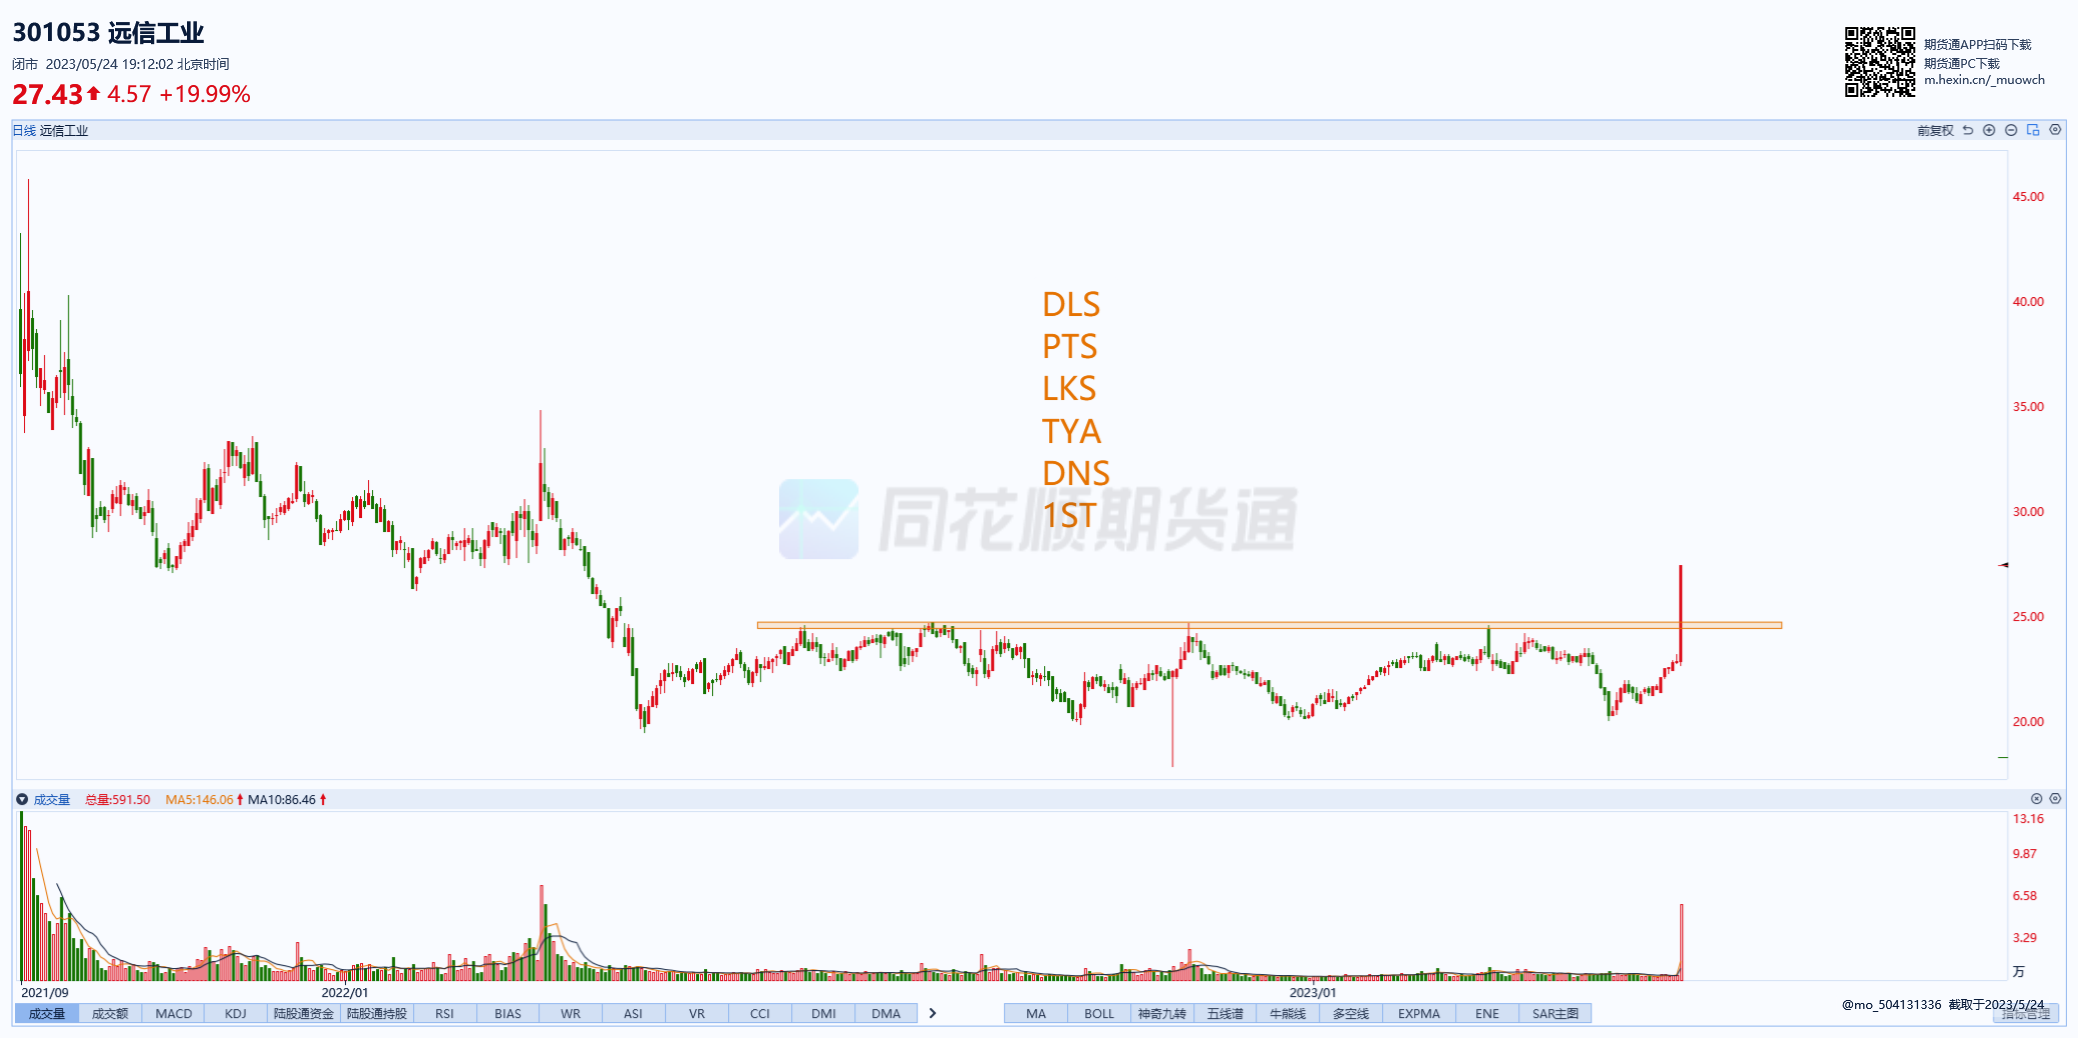 301053 远信工业
闭市 2023/05/24 19:12:02 北京时间
27.43 4.57 +19.99%
期货通APP扫码下载
期货通PC下载
m.hexin.cn/_muowch
日线 远信工业
前复权
45.00
40.00
35.00
30.00
25.00
20.00
DLS
PTS
LKS
TYA
DNS
1ST
同花顺期货通
成交量 总量:591.50 MA5:146.06 MA10:86.46
13.16
9.87
6.58
3.29
万
2021/09 2022/01 2023/01
@mo_504131336 截取于2023/5/24
成交量 成交额 MACD KDJ 陆股通资金 陆股通持股 RSI BIAS WR ASI VR CCI DMI DMA MA BOLL 神奇九转 五线谱 牛熊线 多空线 EXPMA ENE SAR主图 指标管理